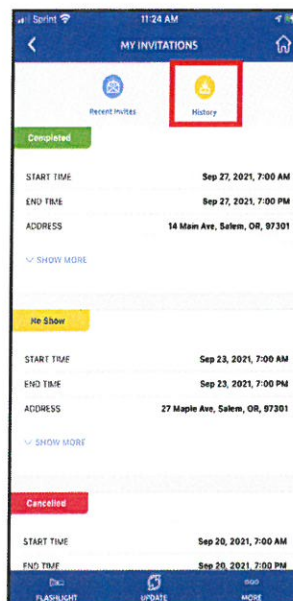 Sprint 11:24 AM
MY INVITATIONS
Recent Invites History
Completed
START TIME Sep 27, 2021, 7:00 AM
END TIME Sep 27, 2021, 7:00 PM
ADDRESS 14 Main Ave, Salem, OR, 97301
SHOW MORE
No Show
START TIME Sep 23, 2021, 7:00 AM
END TIME Sep 23, 2021, 7:00 PM
ADDRESS 27 Maple Ave, Salem, OR, 97301
SHOW MORE
Cancelled
START TIME Sep 20, 2021, 7:00 AM
END TIME Sep 20, 2021, 7:00 PM
FLASHLIGHT UPDATE MORE